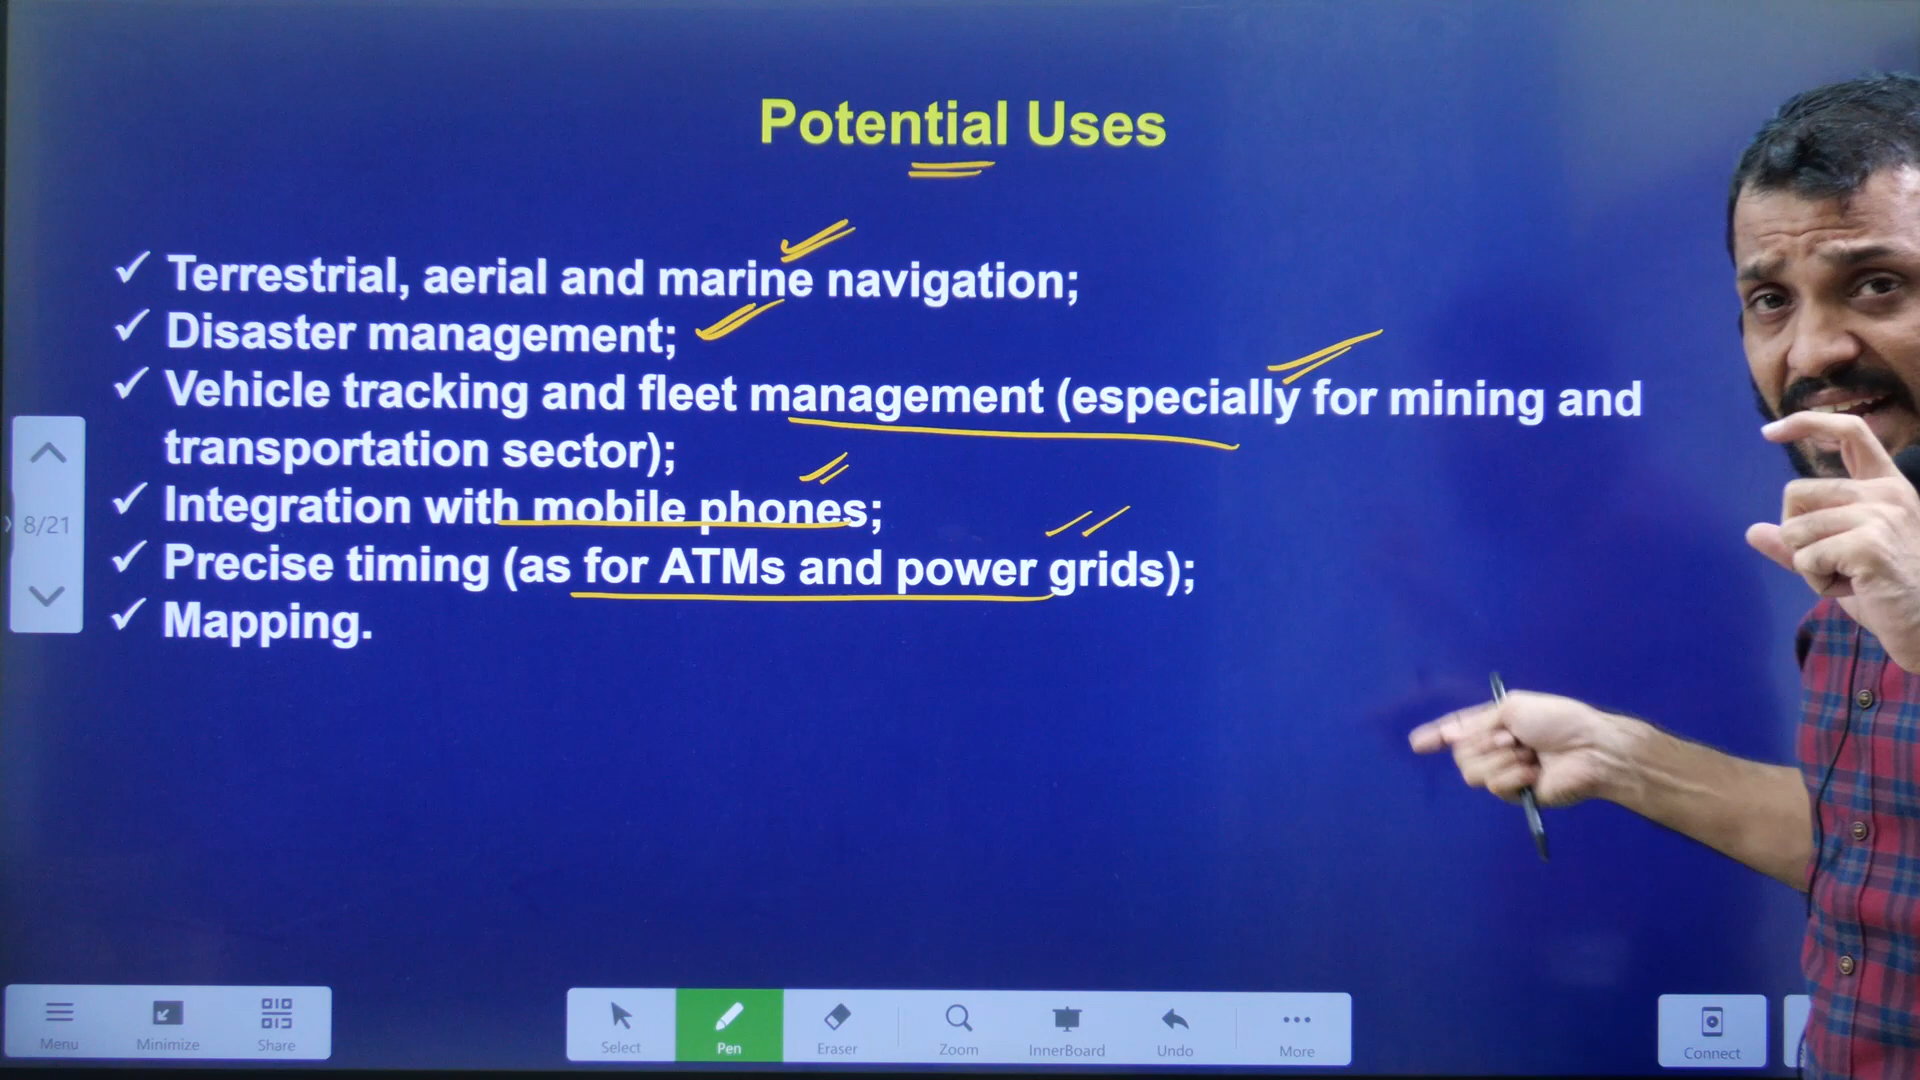 Potential Uses
✓ Terrestrial, aerial and marine navigation;
✓ Disaster management;
✓ Vehicle tracking and fleet management (especially for mining and
transportation sector);
✓ Integration with mobile phones;
✓ Precise timing (as for ATMs and power grids);
✓ Mapping.
8/21
Menu Minimize Share Select Pen Eraser Zoom InnerBoard Undo More Connect